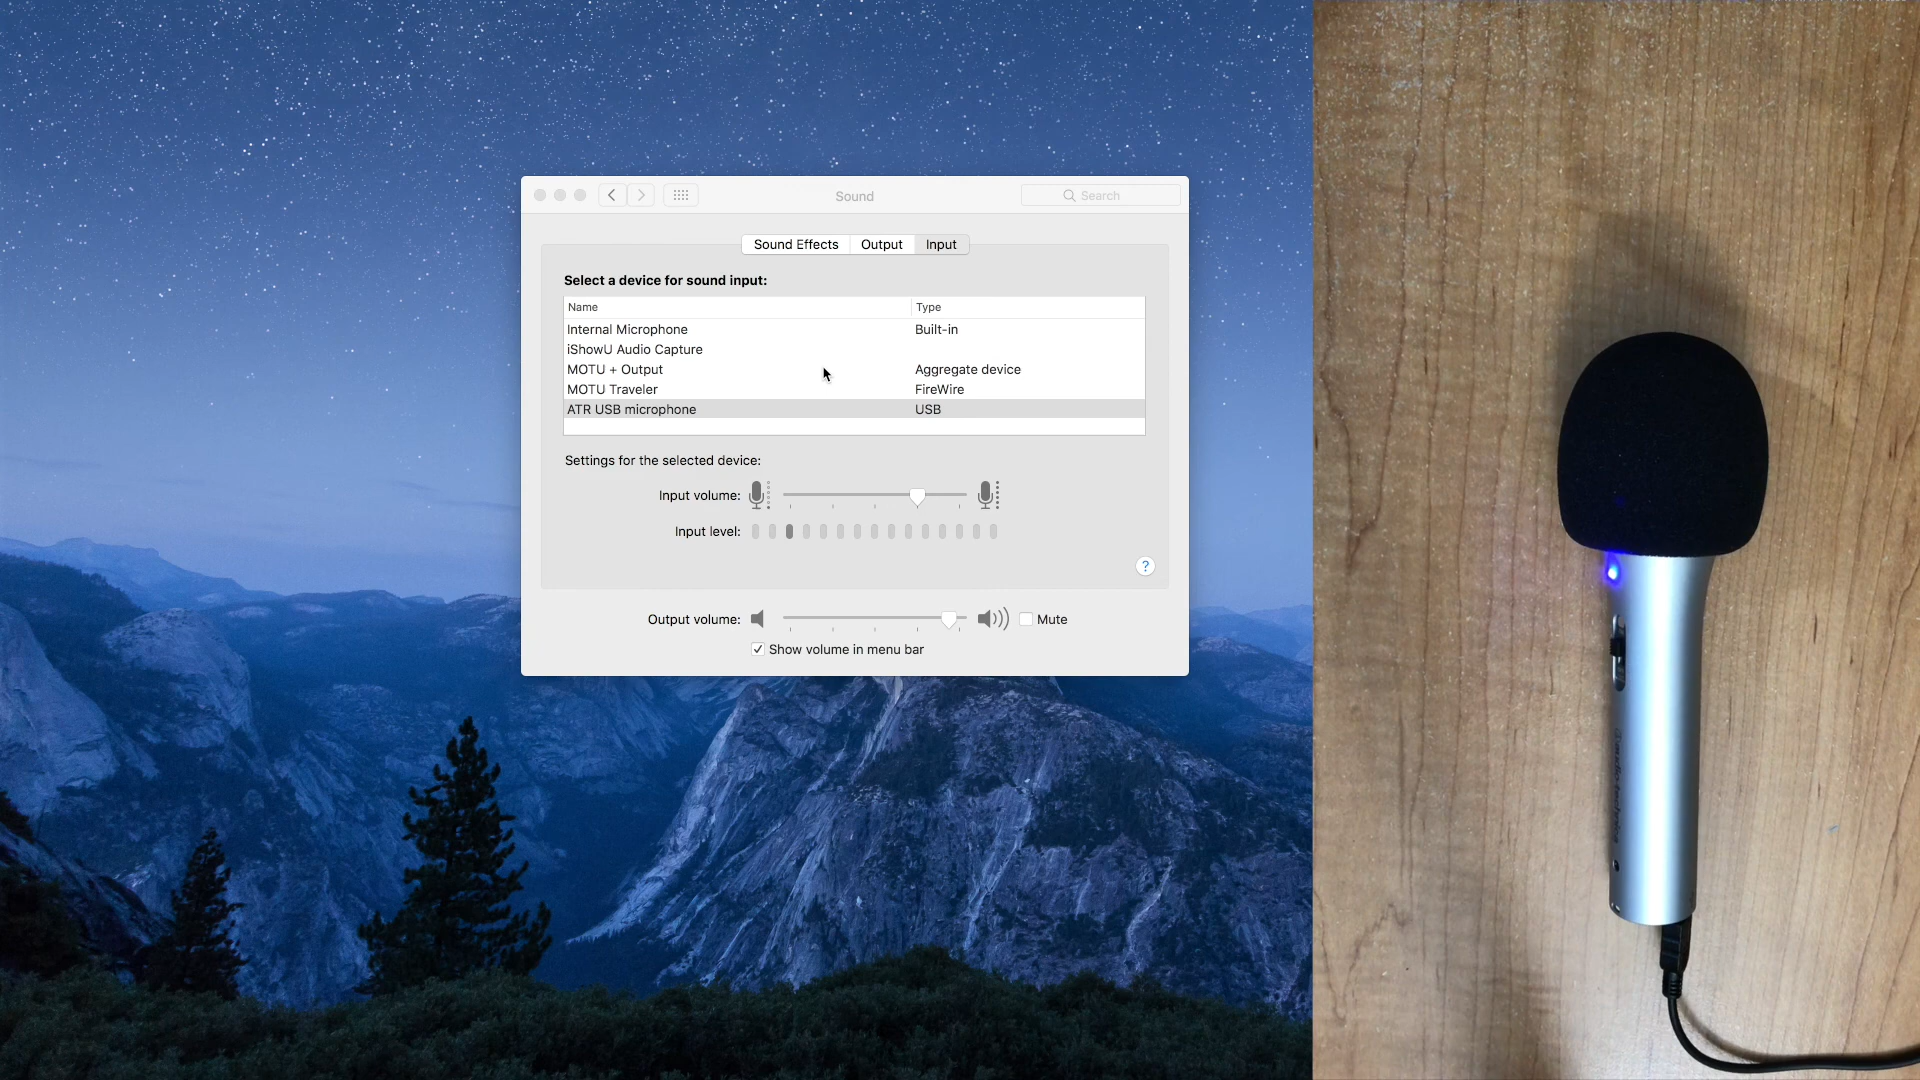 Sound
Search
Sound Effects
Output
Input
Select a device for sound input:
Name
Type
Internal Microphone
Built-in
iShowU Audio Capture
MOTU + Output
Aggregate device
MOTU Traveler
FireWire
ATR USB microphone
USB
Settings for the selected device:
Input volume:
Input level:
?
Output volume:
Mute
Show volume in menu bar
audio-technica